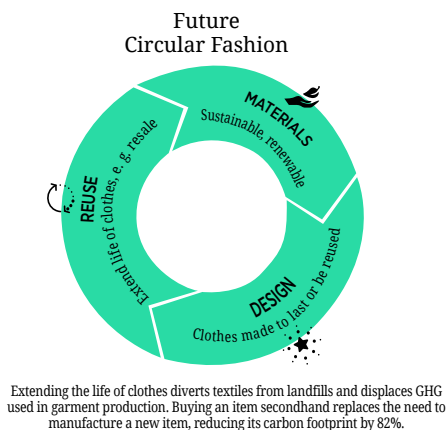 Future
Circular Fashion
MATERIALS
Sustainable, renewable
DESIGN
Clothes made to last or be reused
REUSE
Extend life of clothes, e. g. resale
Extending the life of clothes diverts textiles from landfills and displaces GHG
used in garment production. Buying an item secondhand replaces the need to
manufacture a new item, reducing its carbon footprint by 82%.